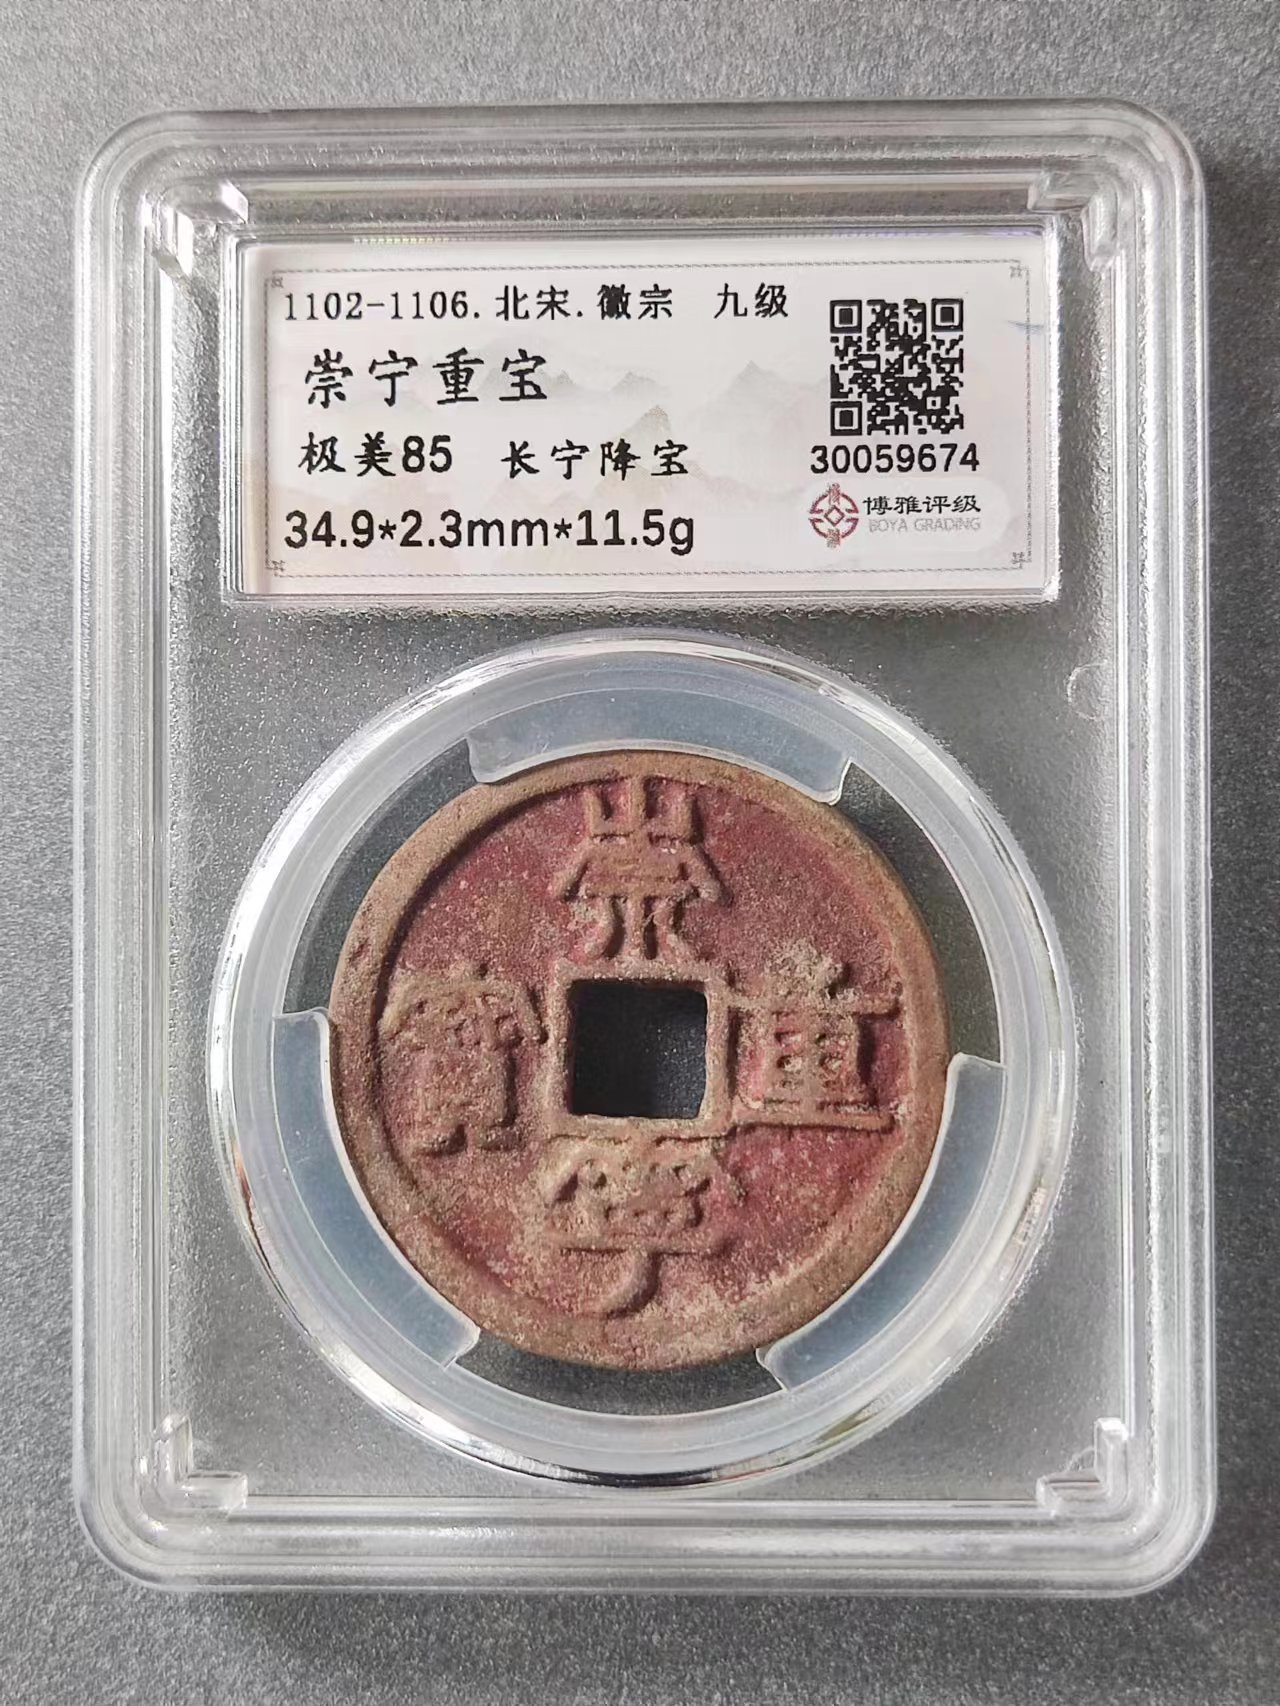 1102-1106.北宋.徽宗 九级
崇宁重宝
极美85 长宁降宝
34.9*2.3mm*11.5g
30059674
博雅评级
BOYA GRADING
崇
寳 重
寧